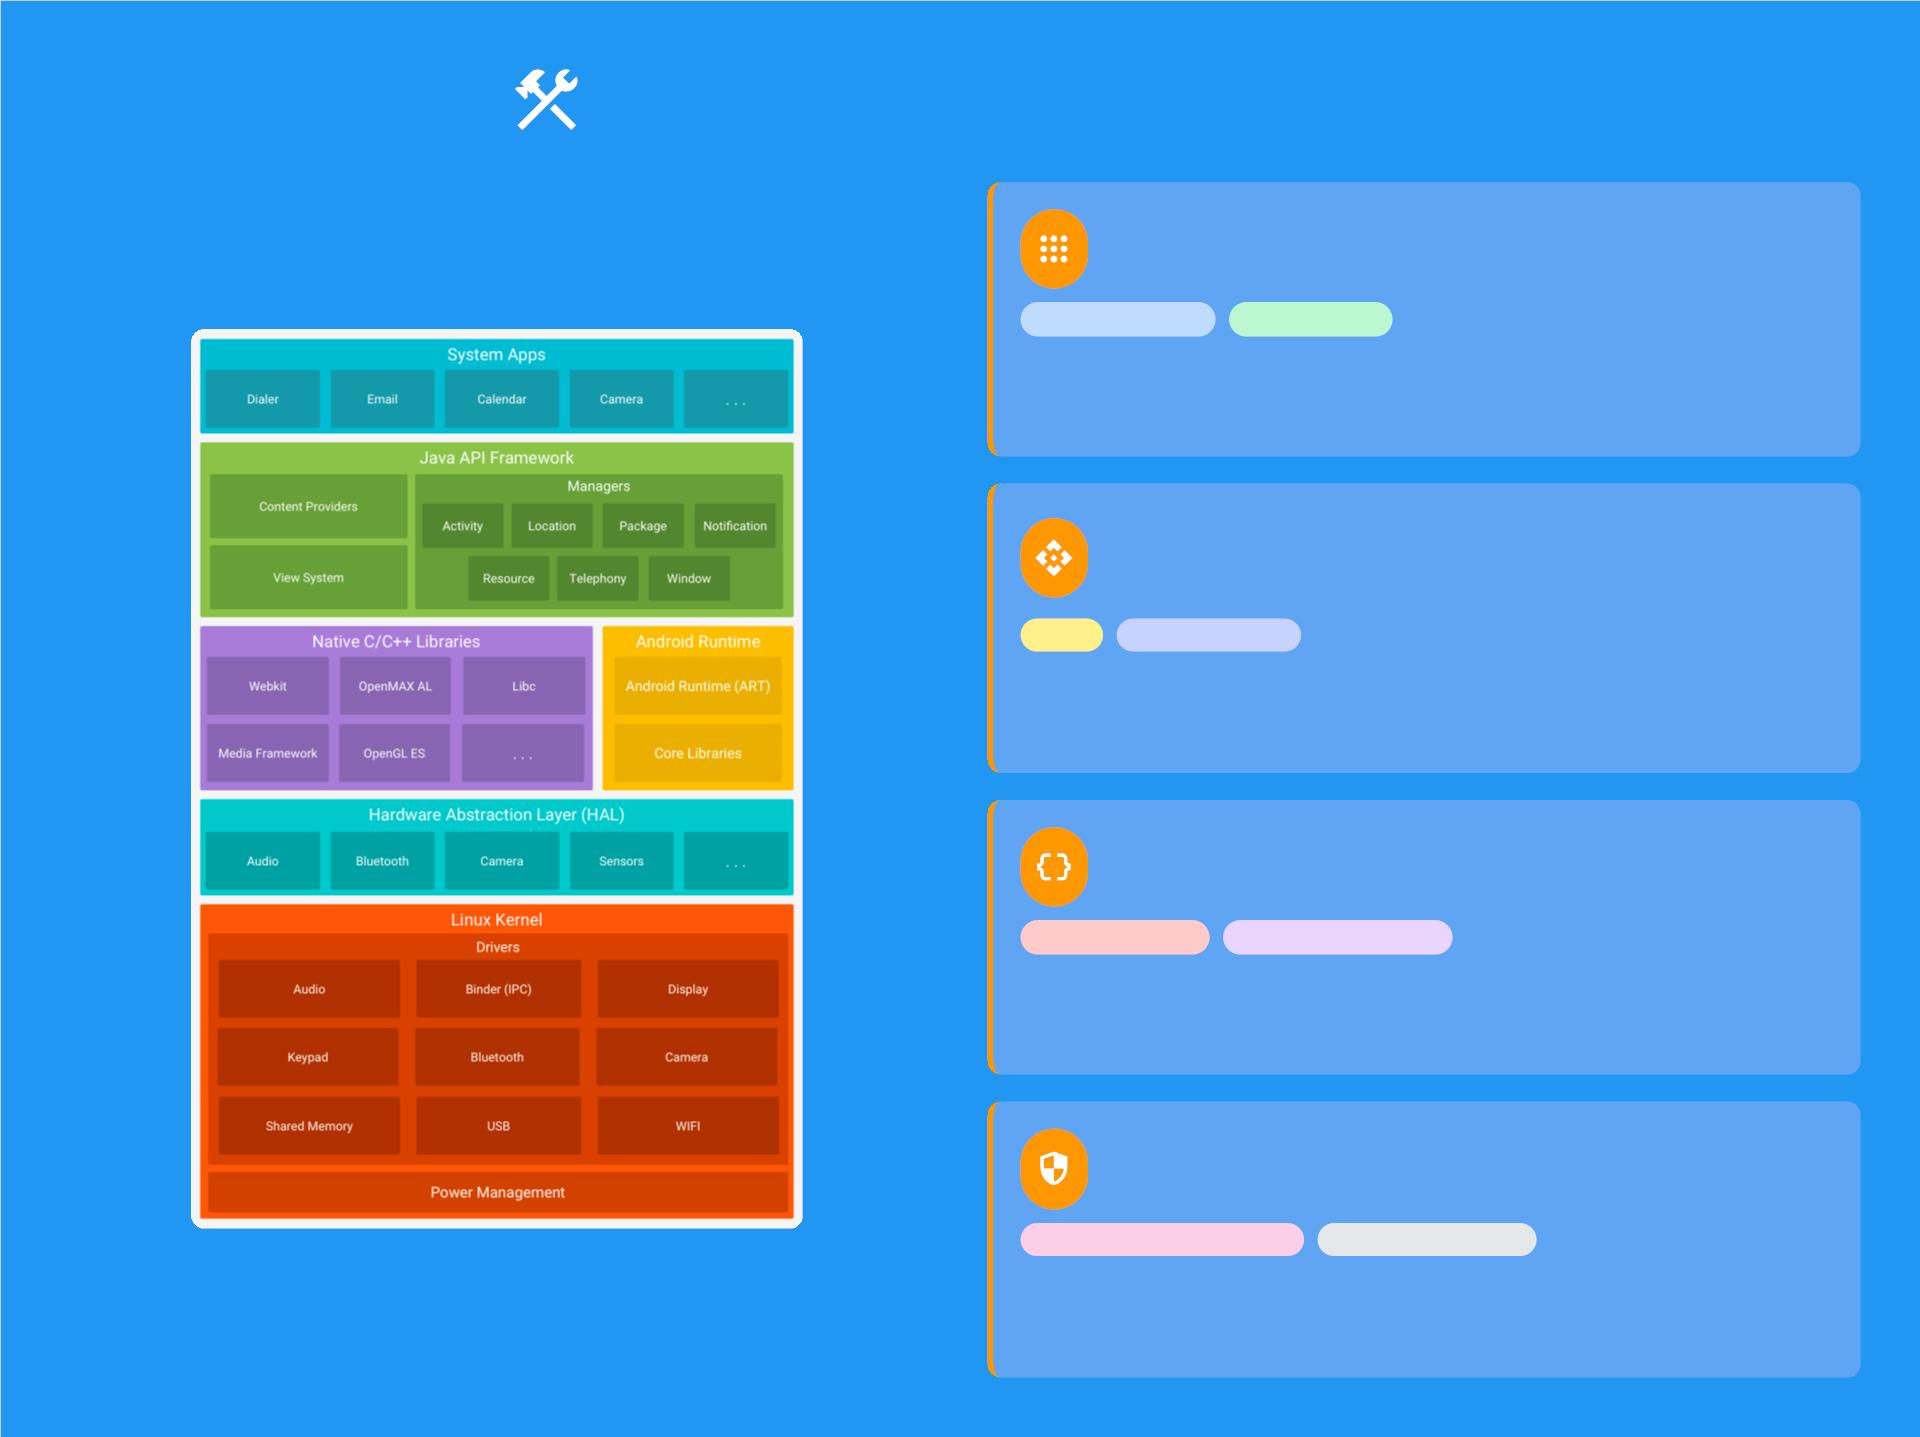 System Apps
Dialer Email Calendar Camera . . .
Java API Framework
Managers
Content Providers
Activity Location Package Notification
View System
Resource Telephony Window
Native C/C++ Libraries
Webkit OpenMAX AL Libc
Media Framework OpenGL ES . . .
Android Runtime
Android Runtime (ART)
Core Libraries
Hardware Abstraction Layer (HAL)
Audio Bluetooth Camera Sensors . . .
Linux Kernel
Drivers
Audio Binder (IPC) Display
Keypad Bluetooth Camera
Shared Memory USB WIFI
Power Management